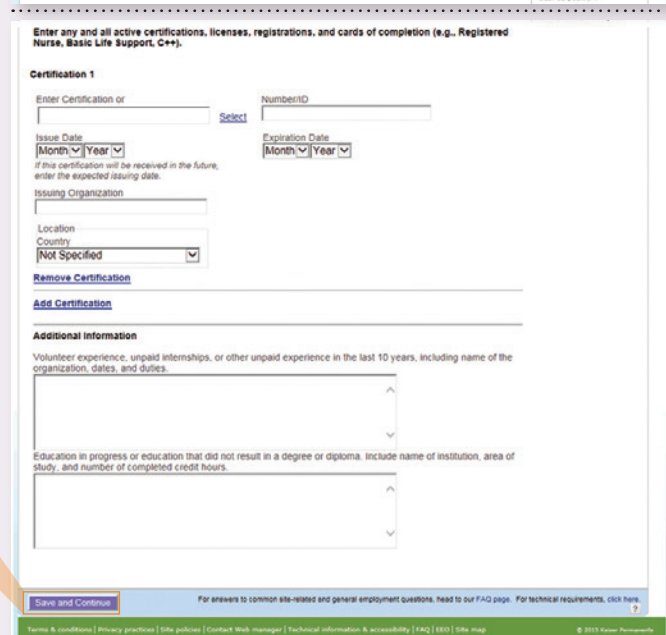 Enter any and all active certifications, licenses, registrations, and cards of completion (e.g., Registered
Nurse, Basic Life Support, C++).
Certification 1
Enter Certification or
Select
Number/ID
Issue Date
Month Year
If this certification will be received in the future,
enter the expected issuing date.
Expiration Date
Month Year
Issuing Organization
Location
Country
Not Specified
Remove Certification
Add Certification
Additional Information
Volunteer experience, unpaid internships, or other unpaid experience in the last 10 years, including name of the
organization, dates, and duties.
Education in progress or education that did not result in a degree or diploma. Include name of institution, area of
study, and number of completed credit hours.
Save and Continue
For answers to common site-related and general employment questions, head to our FAQ page. For technical requirements, click here.
?
Terms & conditions | Privacy practices | Site policies | Contact Web manager | Technical information & accessibility | FAQ | EEO | Site map
© 2015 Kaiser Permanente